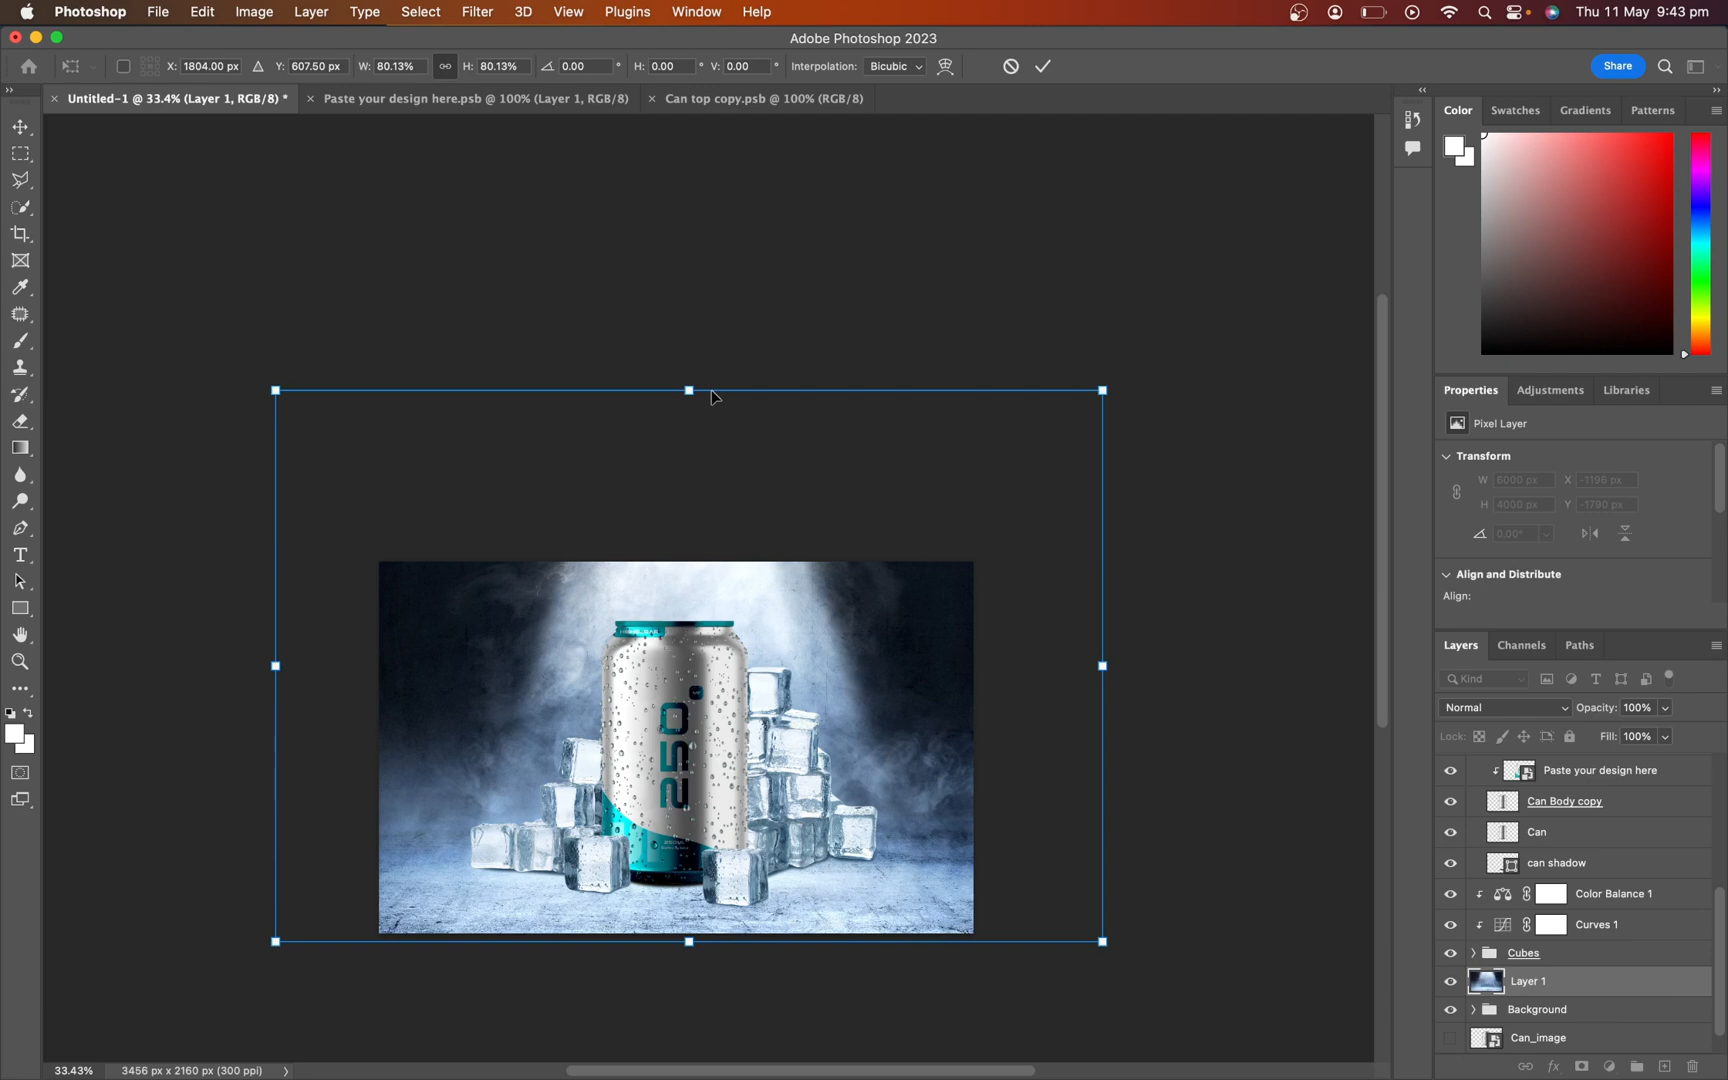 Photoshop File Edit Image Layer Type Select Filter 3D View Plugins Window Help Thu 11 May 9:43 pm
Adobe Photoshop 2023
X: 1804.00 px Y: 607.50 px W: 80.13% H: 80.13% 0.00 ° H: 0.00 ° V: 0.00 ° Interpolation: Bicubic Share
Untitled-1 @ 33.4% (Layer 1, RGB/8) * Paste your design here.psb @ 100% (Layer 1, RGB/8) Can top copy.psb @ 100% (RGB/8)
Color Swatches Gradients Patterns
Properties Adjustments Libraries
Pixel Layer
Transform
W 6000 px X -1196 px
H 4000 px Y -1790 px
0.00°
Align and Distribute
Align:
250
Layers Channels Paths
Kind
Normal Opacity: 100%
Lock: Fill: 100%
Paste your design here
Can Body copy
Can
can shadow
Color Balance 1
Curves 1
Cubes
Layer 1
Background
Can_image
33.43% 3456 px x 2160 px (300 ppi)